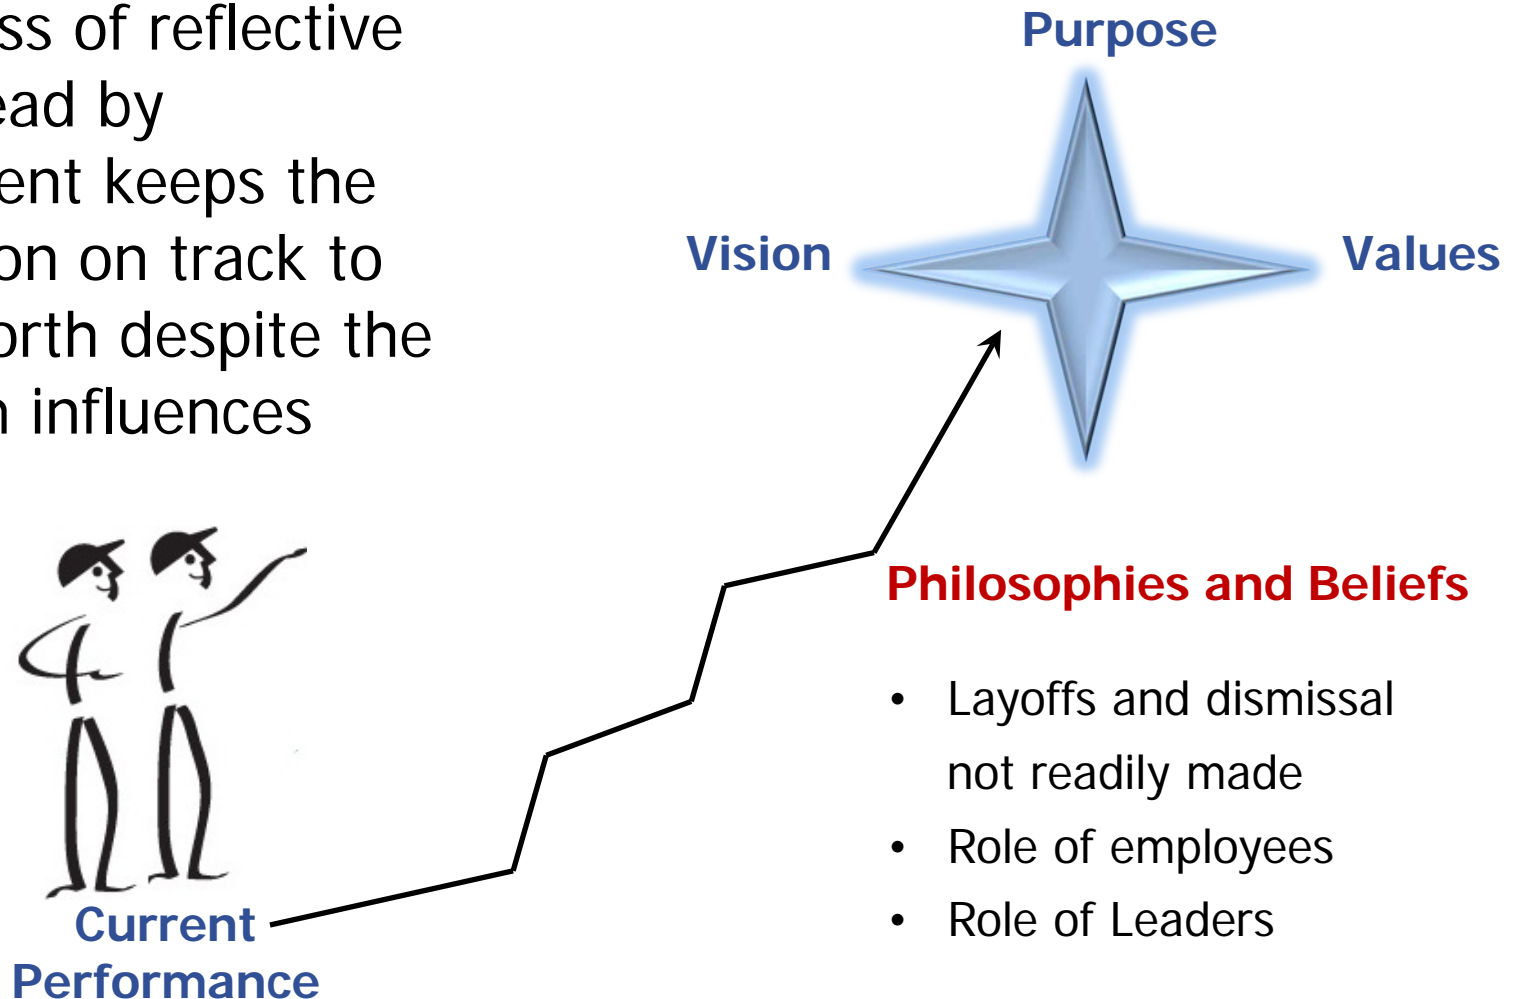 ss of reflective
ead by
ent keeps the
on on track to
orth despite the
n influences
Purpose
Vision
Values
Philosophies and Beliefs
• Layoffs and dismissal
not readily made
• Role of employees
• Role of Leaders
Current
Performance